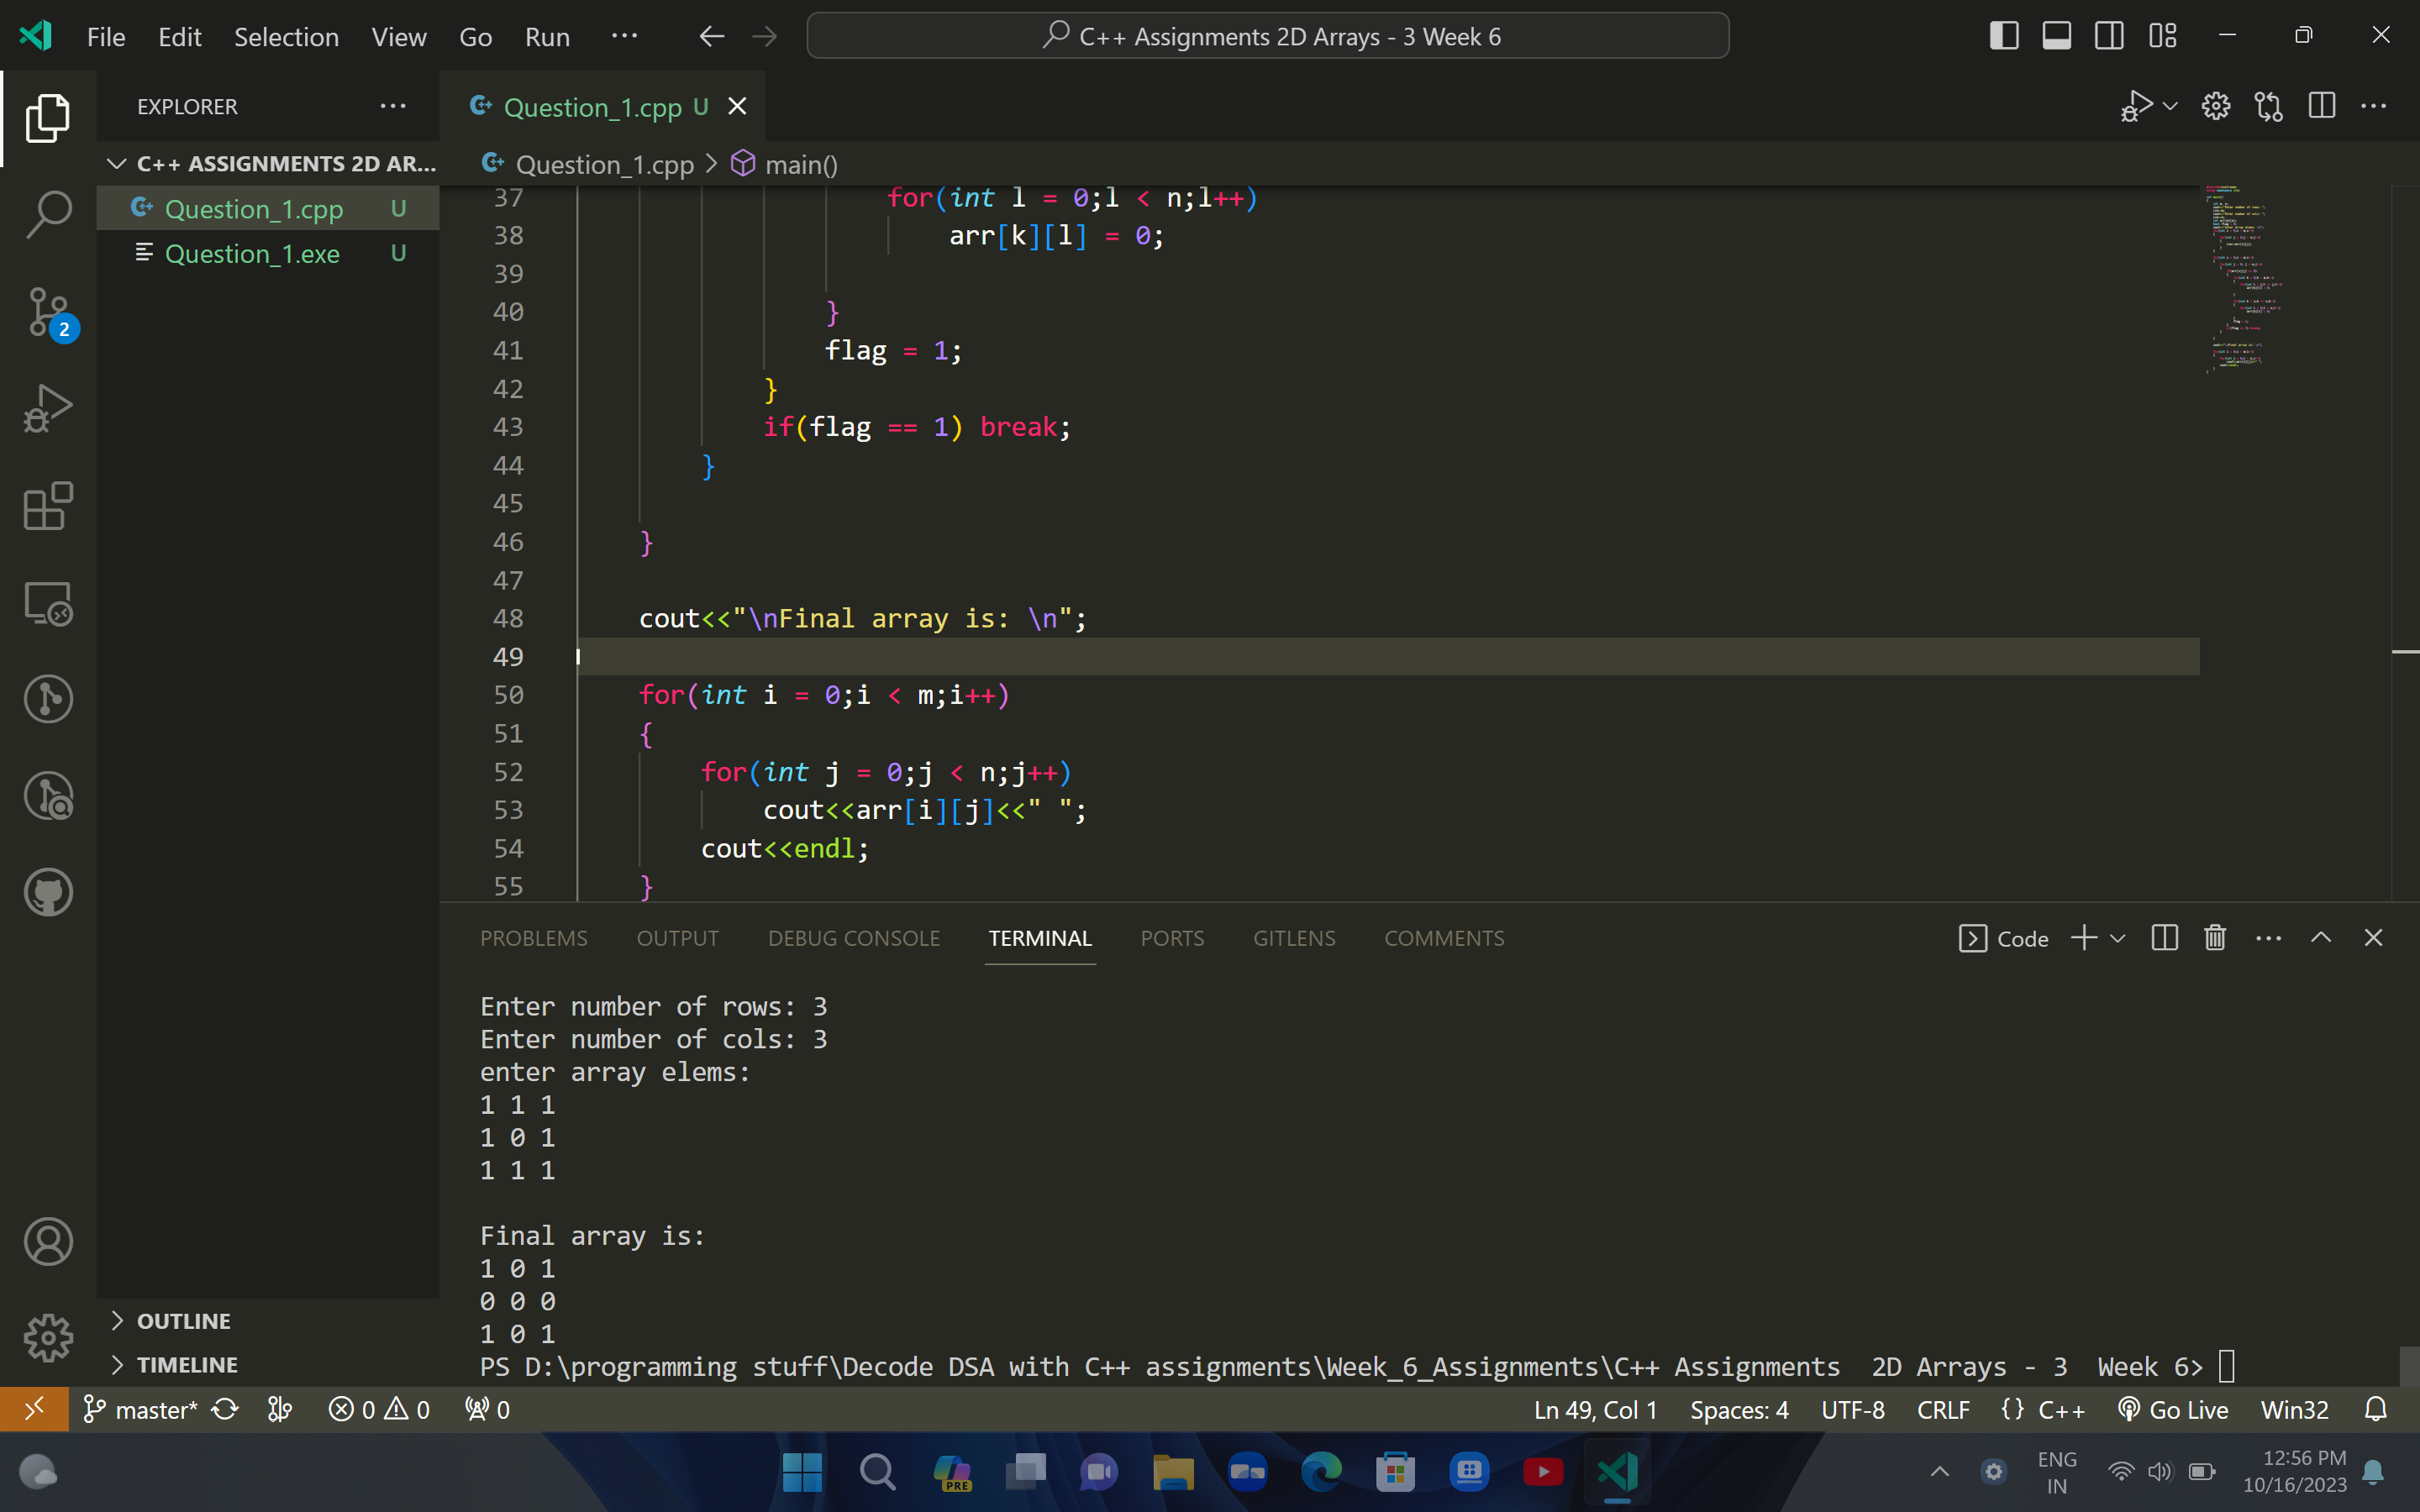 File Edit Selection View Go Run ··· C++ Assignments 2D Arrays - 3 Week 6
EXPLORER
C++ ASSIGNMENTS 2D AR...
Question_1.cpp U
Question_1.exe U
OUTLINE
TIMELINE
Question_1.cpp U
Question_1.cpp > main()
37 for(int l = 0;l < n;l++)
38 arr[k][l] = 0;
39
40 }
41 flag = 1;
42 }
43 if(flag == 1) break;
44 }
45
46 }
47
48 cout<<"\nFinal array is: \n";
49
50 for(int i = 0;i < m;i++)
51 {
52 for(int j = 0;j < n;j++)
53 cout<<arr[i][j]<<" ";
54 cout<<endl;
55 }
PROBLEMS OUTPUT DEBUG CONSOLE TERMINAL PORTS GITLENS COMMENTS Code
Enter number of rows: 3
Enter number of cols: 3
enter array elems:
1 1 1
1 0 1
1 1 1
Final array is:
1 0 1
0 0 0
1 0 1
PS D:\programming stuff\Decode DSA with C++ assignments\Week_6_Assignments\C++ Assignments  2D Arrays - 3  Week 6>
2
master* 0 0 0 Ln 49, Col 1 Spaces: 4 UTF-8 CRLF {} C++ Go Live Win32
PRE
ENG
IN
12:56 PM
10/16/2023